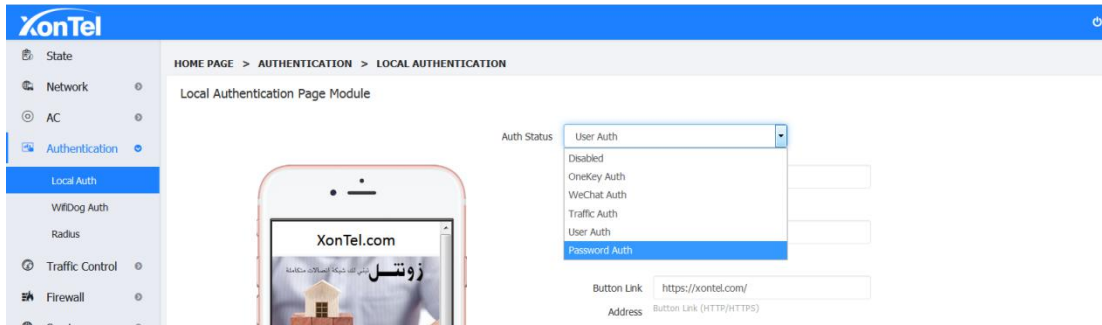 XonTel
State
HOME PAGE > AUTHENTICATION > LOCAL AUTHENTICATION
Network
Local Authentication Page Module
AC
Auth Status User Auth
Authentication
Disabled
OneKey Auth
Local Auth
WeChat Auth
WifiDog Auth
Traffic Auth
Radius
User Auth
XonTel.com
Password Auth
زونتل
Traffic Control
Firewall
Button Link https://xontel.com/
Address Button Link (HTTP/HTTPS)